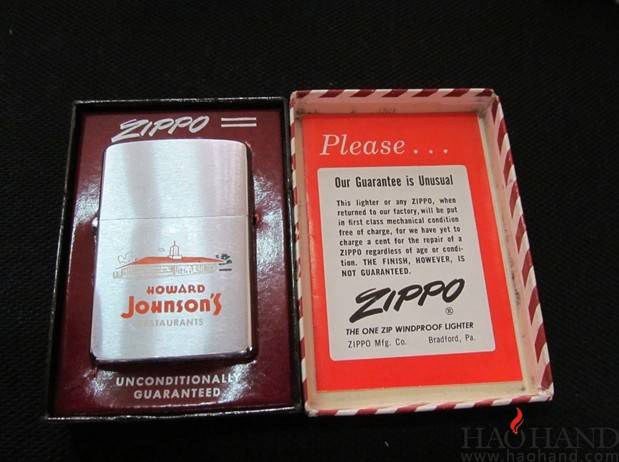 ZIPPO
HOWARD
JOHNSON'S
RESTAURANTS
UNCONDITIONALLY
GUARANTEED
Please...
Our Guarantee is Unusual
This lighter or any ZIPPO, when
returned to our factory, will be put
in first class mechanical condition
free of charge, for we have yet to
charge a cent for the repair of a
ZIPPO regardless of age or condi-
tion. THE FINISH, HOWEVER, IS
NOT GUARANTEED.
ZIPPO®
THE ONE ZIP WINDPROOF LIGHTER
ZIPPO Mfg. Co. Bradford, Pa.
HAOHAND
www.haohand.com